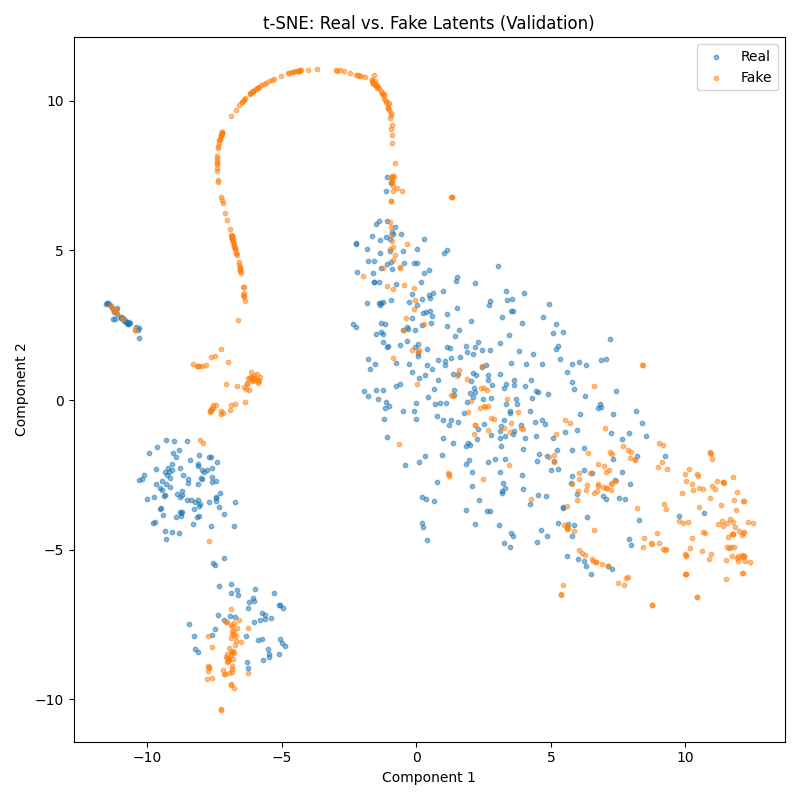 t-SNE: Real vs. Fake Latents (Validation)
Real
Fake
10
5
0
−5
−10
Component 2
−10
−5
0
5
10
Component 1